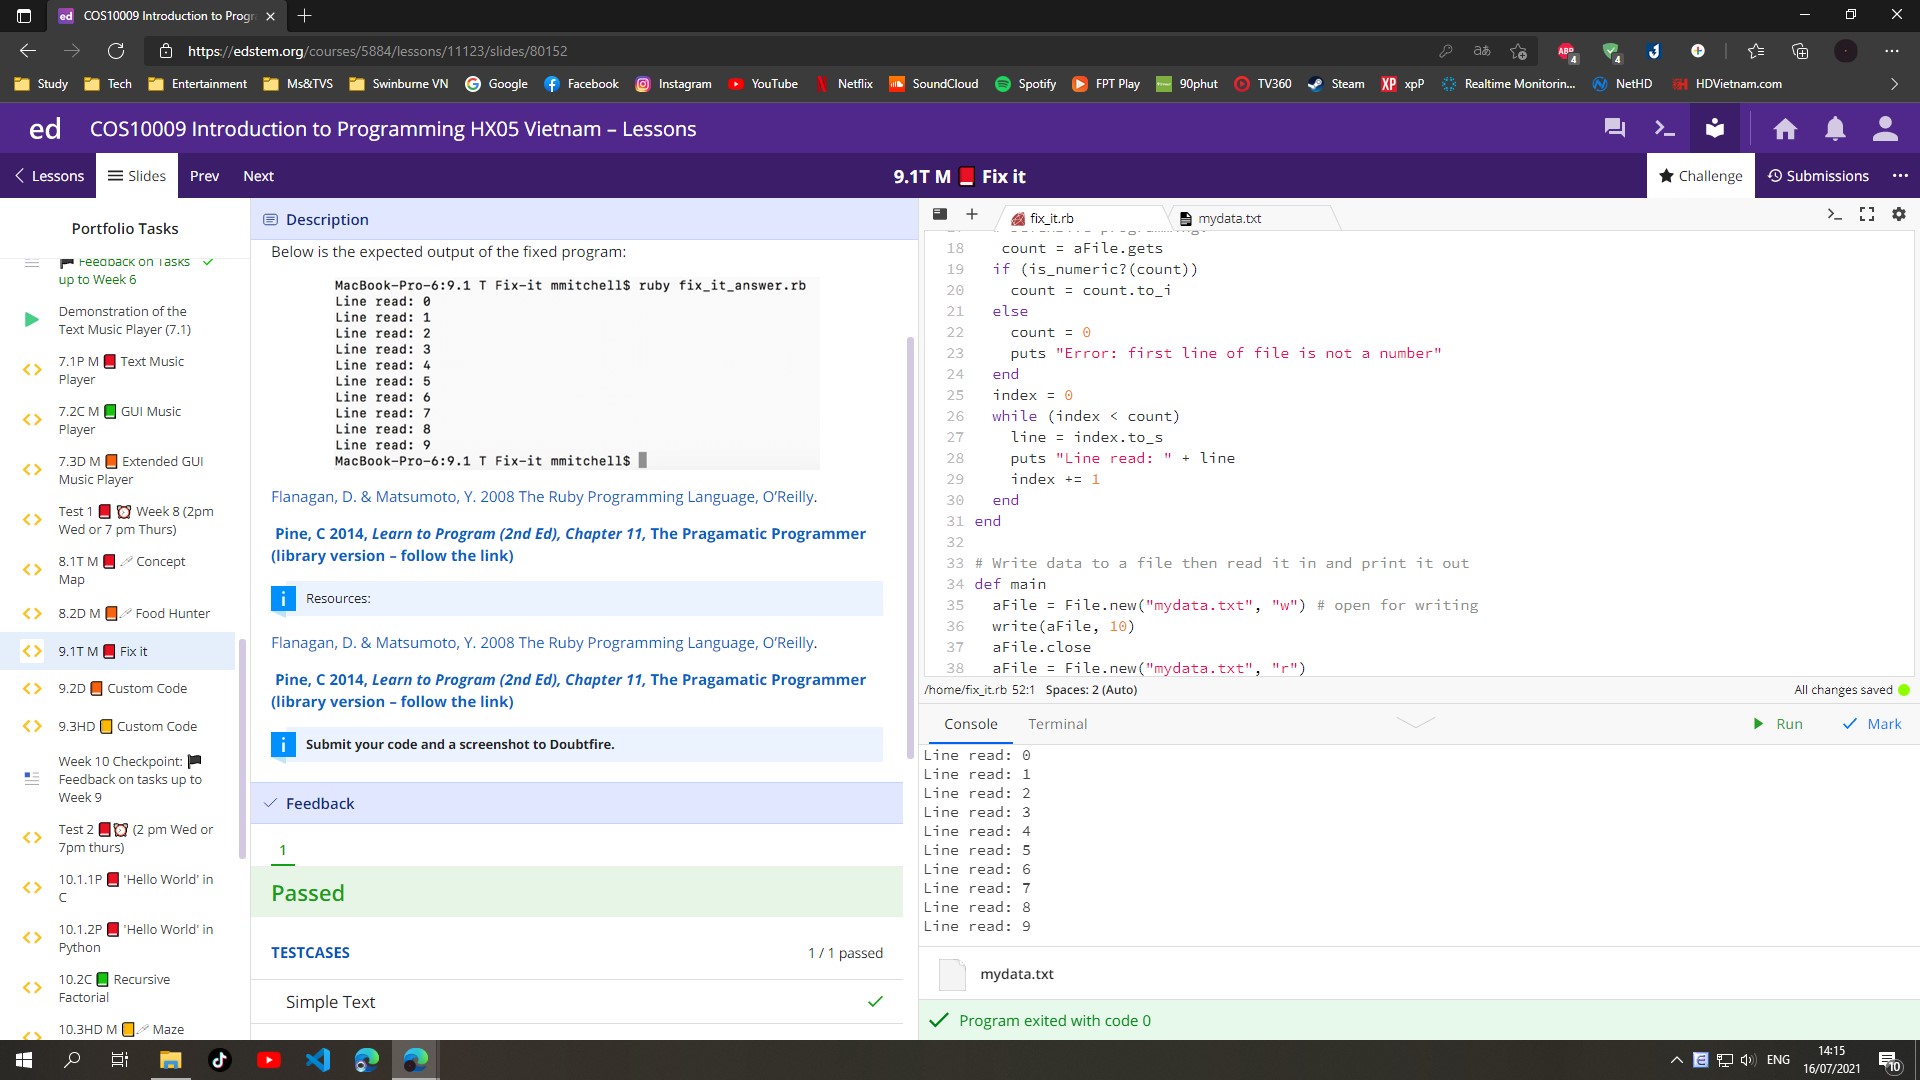 COS10009 Introduction to Progr
https://edstem.org/courses/5884/lessons/11123/slides/80152
Study Tech Entertainment Ms&TVS Swinburne VN Google Facebook Instagram YouTube Netflix SoundCloud Spotify FPT Play 90phut TV360 Steam xpP Realtime Monitorin... NetHD HDVietnam.com
ed COS10009 Introduction to Programming HX05 Vietnam – Lessons
Lessons Slides Prev Next 9.1T M Fix it Challenge Submissions
Portfolio Tasks
Feedback on Tasks
up to Week 6
Demonstration of the
Text Music Player (7.1)
7.1P M Text Music
Player
7.2C M GUI Music
Player
7.3D M Extended GUI
Music Player
Test 1 Week 8 (2pm
Wed or 7 pm Thurs)
8.1T M Concept
Map
8.2D M Food Hunter
9.1T M Fix it
9.2D Custom Code
9.3HD Custom Code
Week 10 Checkpoint:
Feedback on tasks up to
Week 9
Test 2 (2 pm Wed or
7pm thurs)
10.1.1P 'Hello World' in
C
10.1.2P 'Hello World' in
Python
10.2C Recursive
Factorial
10.3HD M Maze
Description
Below is the expected output of the fixed program:
MacBook-Pro-6:9.1 T Fix-it mmitchell$ ruby fix_it_answer.rb
Line read: 0
Line read: 1
Line read: 2
Line read: 3
Line read: 4
Line read: 5
Line read: 6
Line read: 7
Line read: 8
Line read: 9
MacBook-Pro-6:9.1 T Fix-it mmitchell$
Flanagan, D. & Matsumoto, Y. 2008 The Ruby Programming Language, O’Reilly.
Pine, C 2014, Learn to Program (2nd Ed), Chapter 11, The Pragamatic Programmer
(library version – follow the link)
Resources:
Flanagan, D. & Matsumoto, Y. 2008 The Ruby Programming Language, O’Reilly.
Pine, C 2014, Learn to Program (2nd Ed), Chapter 11, The Pragamatic Programmer
(library version – follow the link)
Submit your code and a screenshot to Doubtfire.
Feedback
1
Passed
TESTCASES 1 / 1 passed
Simple Text
fix_it.rb mydata.txt
18 count = aFile.gets
19 if (is_numeric?(count))
20 count = count.to_i
21 else
22 count = 0
23 puts "Error: first line of file is not a number"
24 end
25 index = 0
26 while (index < count)
27 line = index.to_s
28 puts "Line read: " + line
29 index += 1
30 end
31 end
32
33 # Write data to a file then read it in and print it out
34 def main
35 aFile = File.new("mydata.txt", "w") # open for writing
36 write(aFile, 10)
37 aFile.close
38 aFile = File.new("mydata.txt", "r")
/home/fix_it.rb 52:1 Spaces: 2 (Auto) All changes saved
Console Terminal Run Mark
Line read: 0
Line read: 1
Line read: 2
Line read: 3
Line read: 4
Line read: 5
Line read: 6
Line read: 7
Line read: 8
Line read: 9
mydata.txt
Program exited with code 0
ENG
14:15
16/07/2021
10